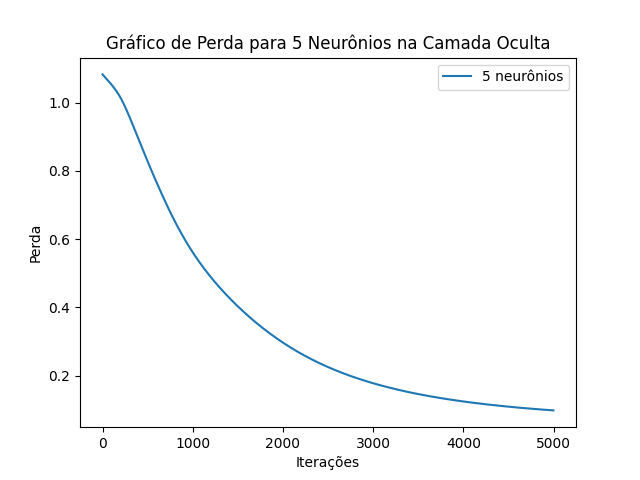 Gráfico de Perda para 5 Neurônios na Camada Oculta
5 neurônios
1.0
0.8
0.6
0.4
0.2
Perda
0 1000 2000 3000 4000 5000
Iterações